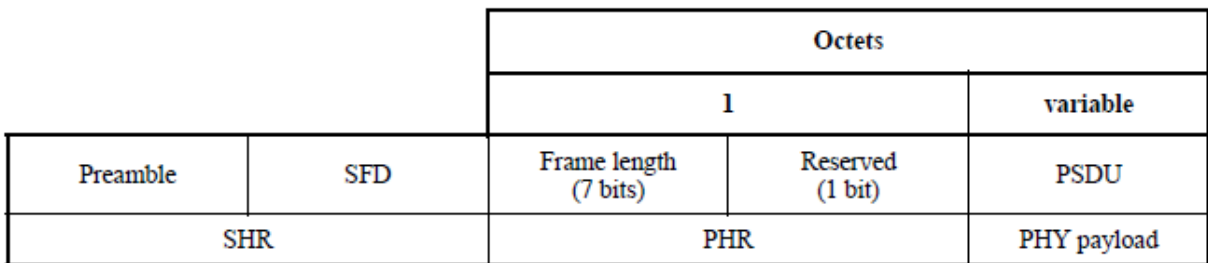 Octets
1 variable
Preamble SFD Frame length (7 bits) Reserved (1 bit) PSDU
SHR PHR PHY payload